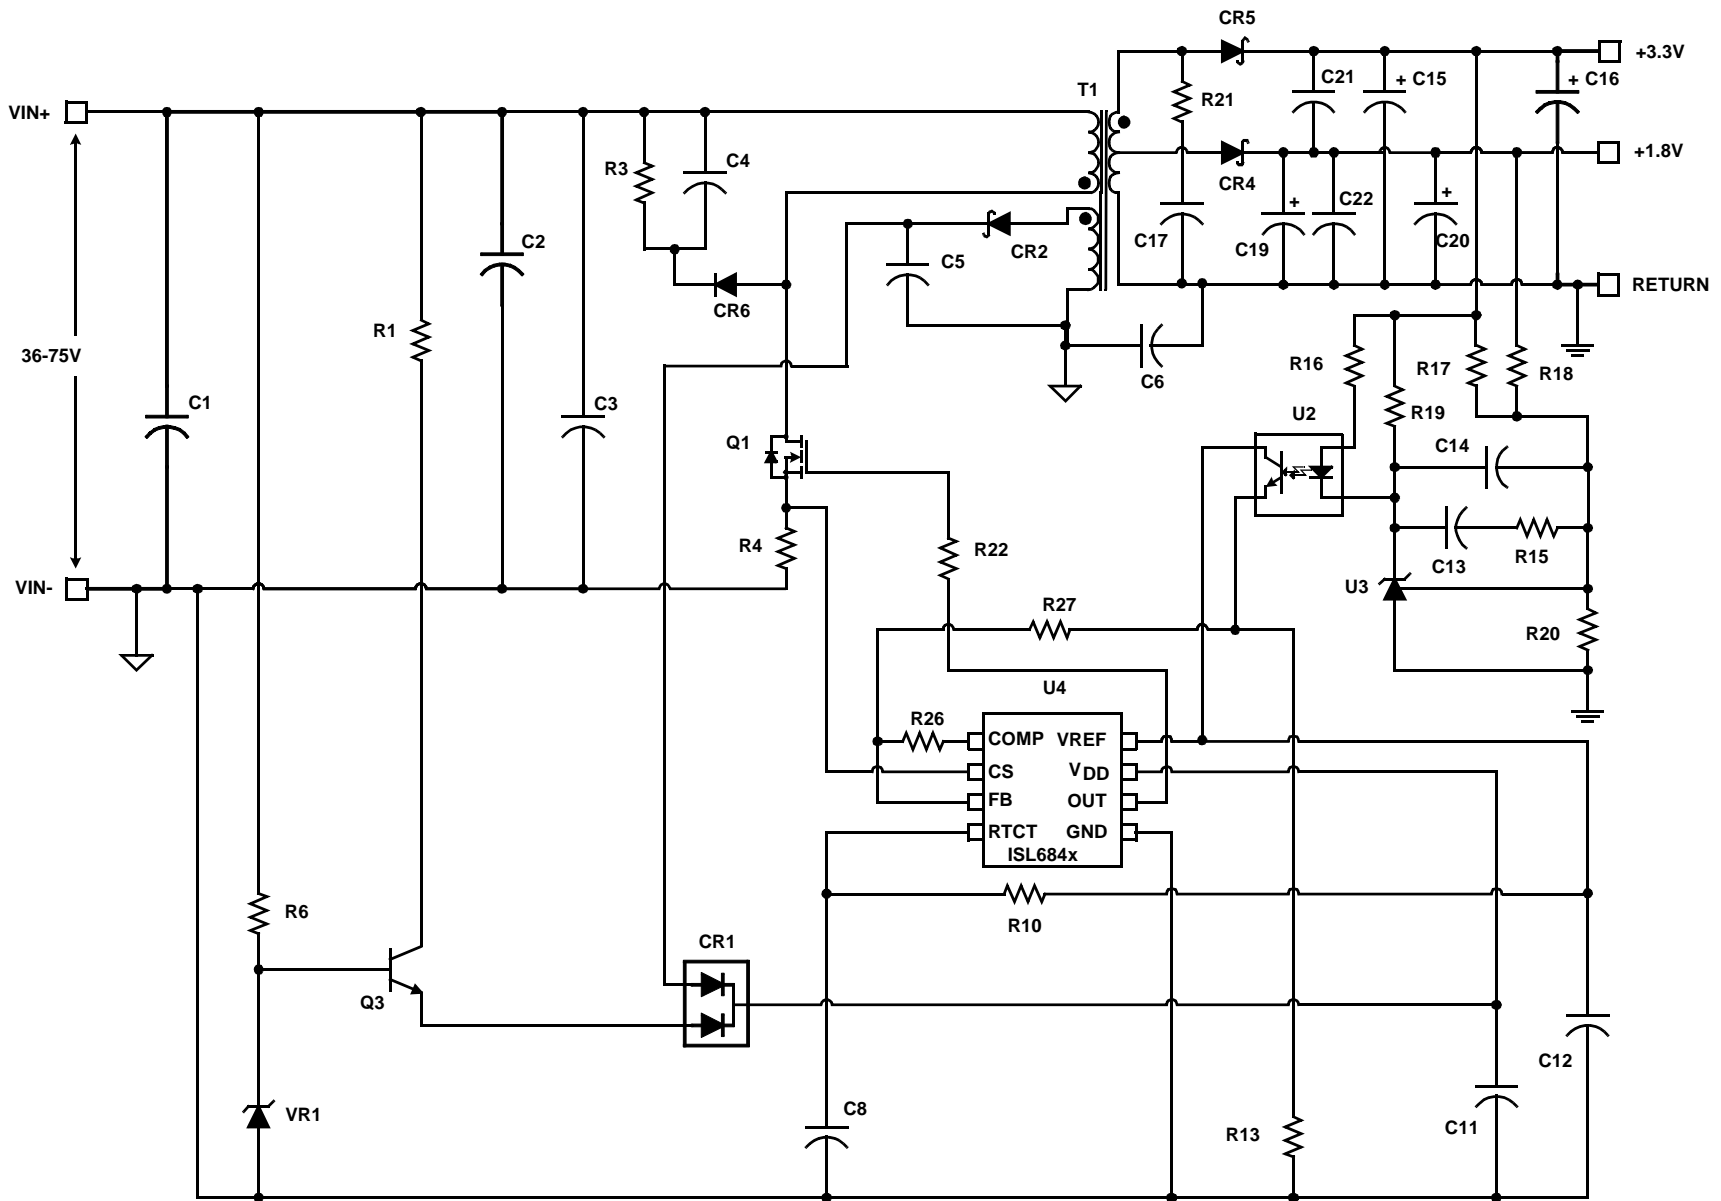 CR5
+3.3V
C21
+ C15
+ C16
T1
R21
VIN+
+1.8V
R3
C4
CR4
+
C22
+
C2
C17
C19
C20
C5
CR2
RETURN
CR6
R1
36-75V
R16
R17
R18
C6
C1
C3
U2
R19
Q1
C14
R4
R22
C13
R15
VIN-
U3
R27
R20
U4
R26
COMP
VREF
CS
VDD
FB
OUT
RTCT
GND
ISL684x
R6
R10
CR1
Q3
C12
VR1
C8
C11
R13